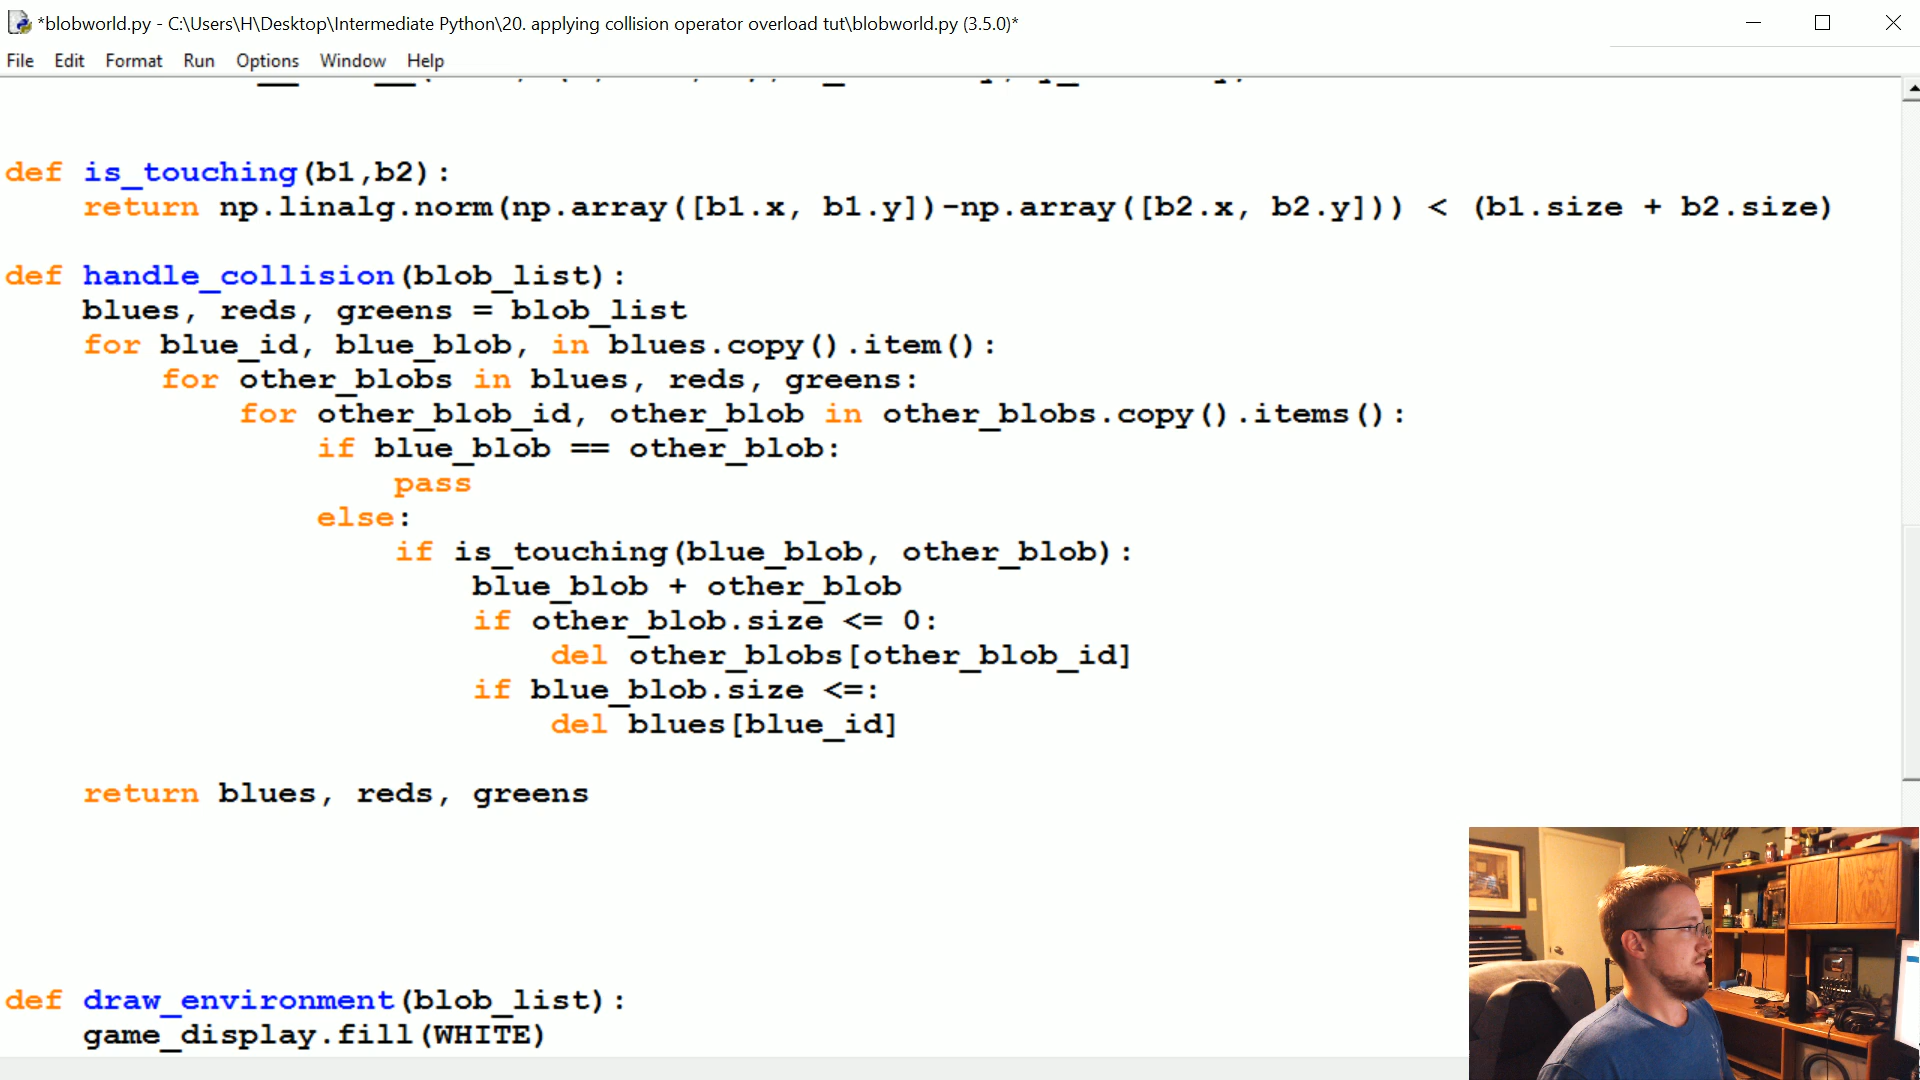 *blobworld.py - C:\Users\H\Desktop\Intermediate Python\20. applying collision operator overload tut\blobworld.py (3.5.0)*
File Edit Format Run Options Window Help
def is_touching(b1,b2):
    return np.linalg.norm(np.array([b1.x, b1.y])-np.array([b2.x, b2.y])) < (b1.size + b2.size)
def handle_collision(blob_list):
    blues, reds, greens = blob_list
    for blue_id, blue_blob, in blues.copy().item():
        for other_blobs in blues, reds, greens:
            for other_blob_id, other_blob in other_blobs.copy().items():
                if blue_blob == other_blob:
                    pass
                else:
                    if is_touching(blue_blob, other_blob):
                        blue_blob + other_blob
                        if other_blob.size <= 0:
                            del other_blobs[other_blob_id]
                        if blue_blob.size <=:
                            del blues[blue_id]
    return blues, reds, greens
def draw_environment(blob_list):
    game_display.fill(WHITE)